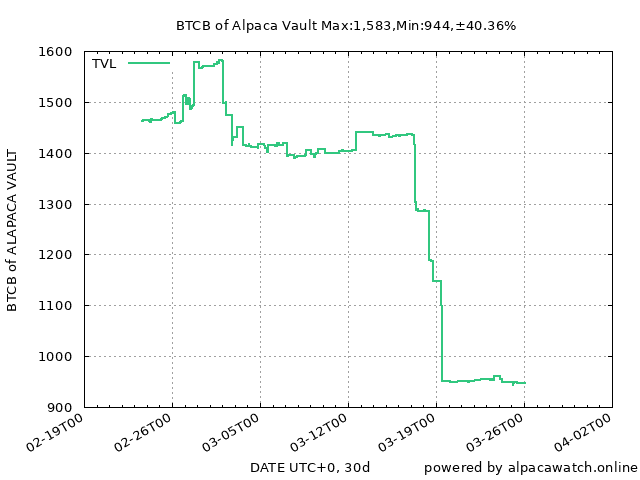 BTCB of Alpaca Vault Max:1,583,Min:944,±40.36%
TVL
1600
1500
1400
1300
1200
1100
1000
900
BTCB of ALAPACA VAULT
02-19T00
02-26T00
03-05T00
03-12T00
03-19T00
03-26T00
04-02T00
DATE UTC+0, 30d
powered by alpacawatch.online